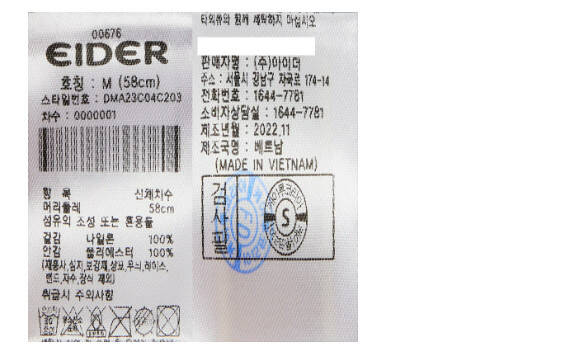 00676
EIDER
호칭 : M (58cm)
스타일번호 : DMA23C04C203
차수 : 0000001
항 목 신체치수
머리둘레 58cm
섬유의 조성 또는 혼용률
겉감 나일론 100%
안감 폴리에스터 100%
(재봉사,심지,보강재,상표,무늬,레이스,
밴드,자수,장식 제외)
취급시 주의사항
타의류와 함께 세탁하지 마십시오
판매자명 : (주)아이더
주소 : 서울시 강남구 자곡로 174-14
전화번호 : 1644-7781
소비자상담실 : 1644-7781
제조년월 : 2022.11
제조국명 : 베트남
(MADE IN VIETNAM)
검사필
S